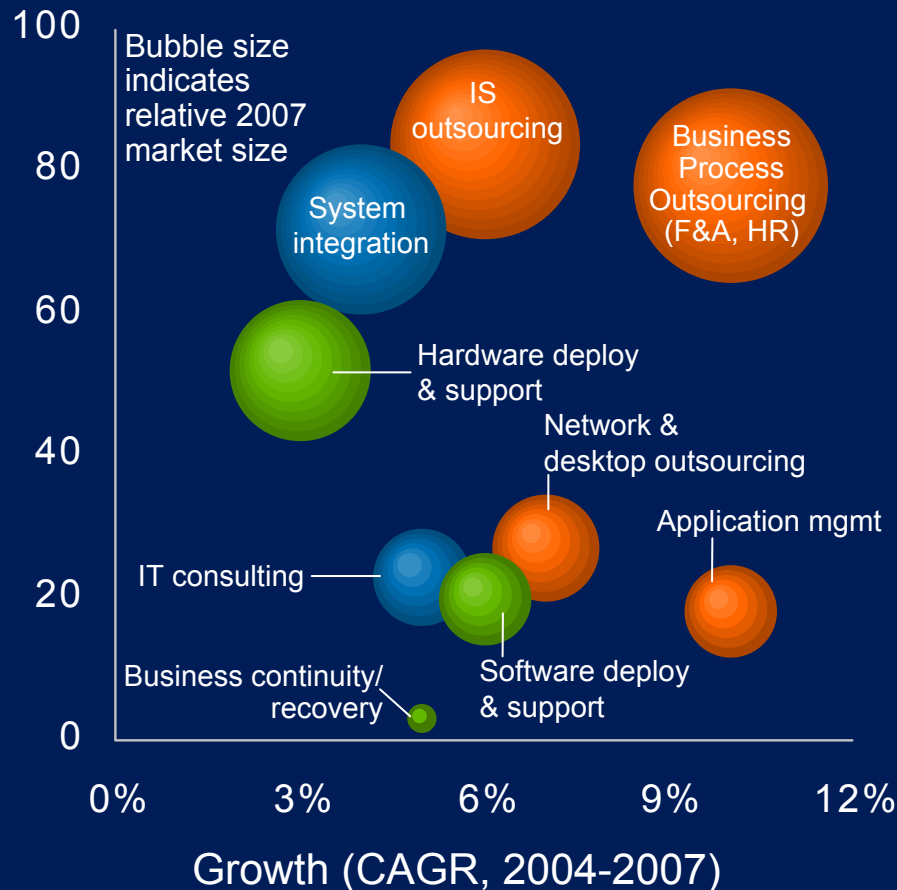 100
80
60
40
20
0
Bubble size
indicates
relative 2007
market size
IS
outsourcing
Business
Process
Outsourcing
(F&A, HR)
System
integration
Hardware deploy
& support
Network &
desktop outsourcing
Application mgmt
IT consulting
Business continuity/
recovery
Software deploy
& support
0% 3% 6% 9% 12%
Growth (CAGR, 2004-2007)